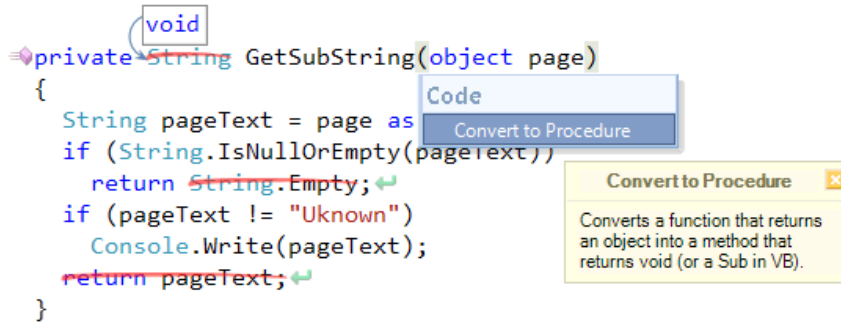 void
private String GetSubString(object page)
{
Code
String pageText = page as
Convert to Procedure
if (String.IsNullOrEmpty(pageText))
return String.Empty;
Convert to Procedure
if (pageText != "Uknown")
Converts a function that returns
Console.Write(pageText);
an object into a method that
returns void (or a Sub in VB).
return pageText;
}